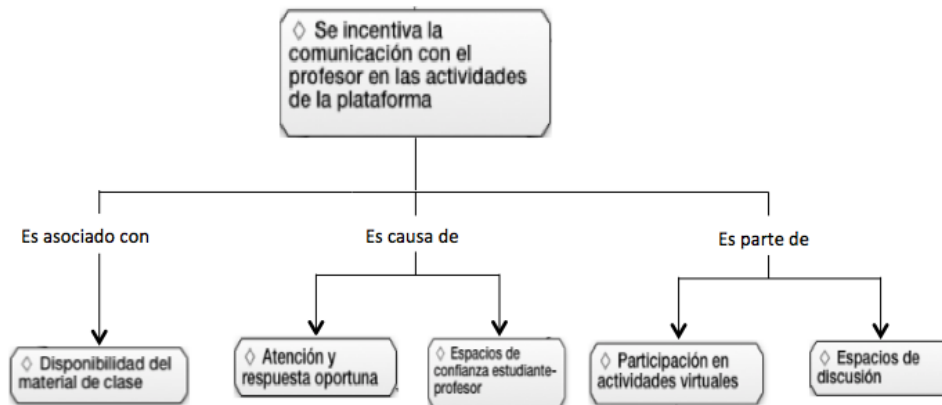 ◇ Se incentiva la
comunicación con el
profesor en las actividades
de la plataforma
Es asociado con
Es causa de
Es parte de
◇ Disponibilidad del
material de clase
◇ Atención y
respuesta oportuna
◇ Espacios de
confianza estudiante-
profesor
◇ Participación en
actividades virtuales
◇ Espacios de
discusión